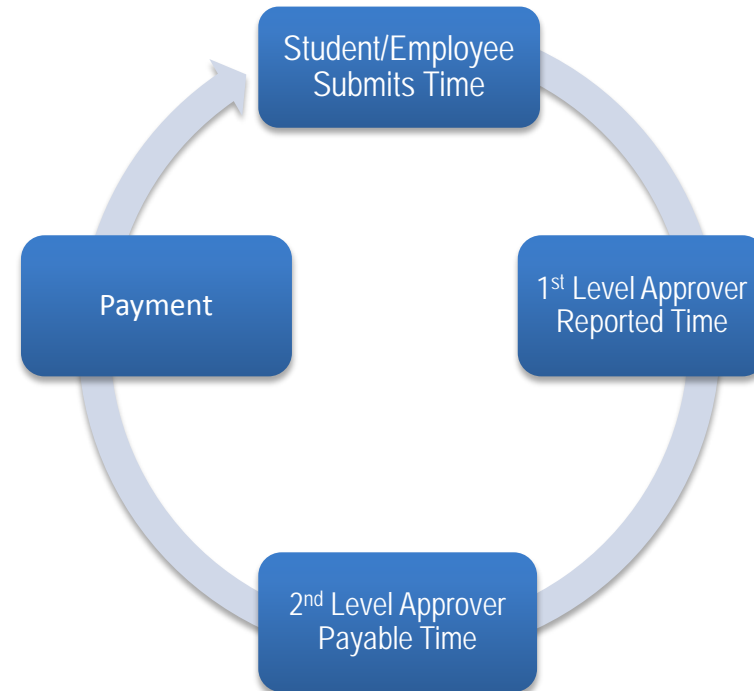 Student/Employee
Submits Time
1st Level Approver
Reported Time
2nd Level Approver
Payable Time
Payment